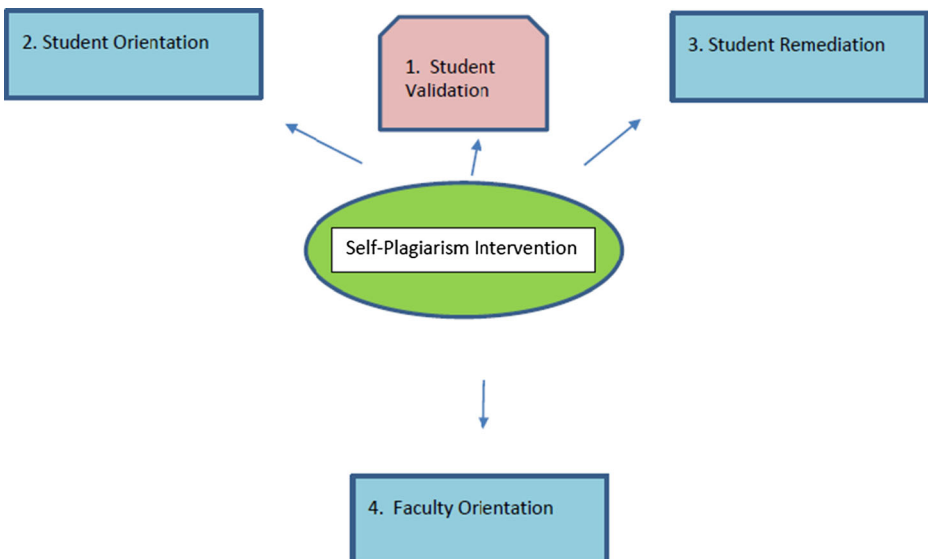 2. Student Orientation
1. Student
Validation
3. Student Remediation
Self-Plagiarism Intervention
4. Faculty Orientation